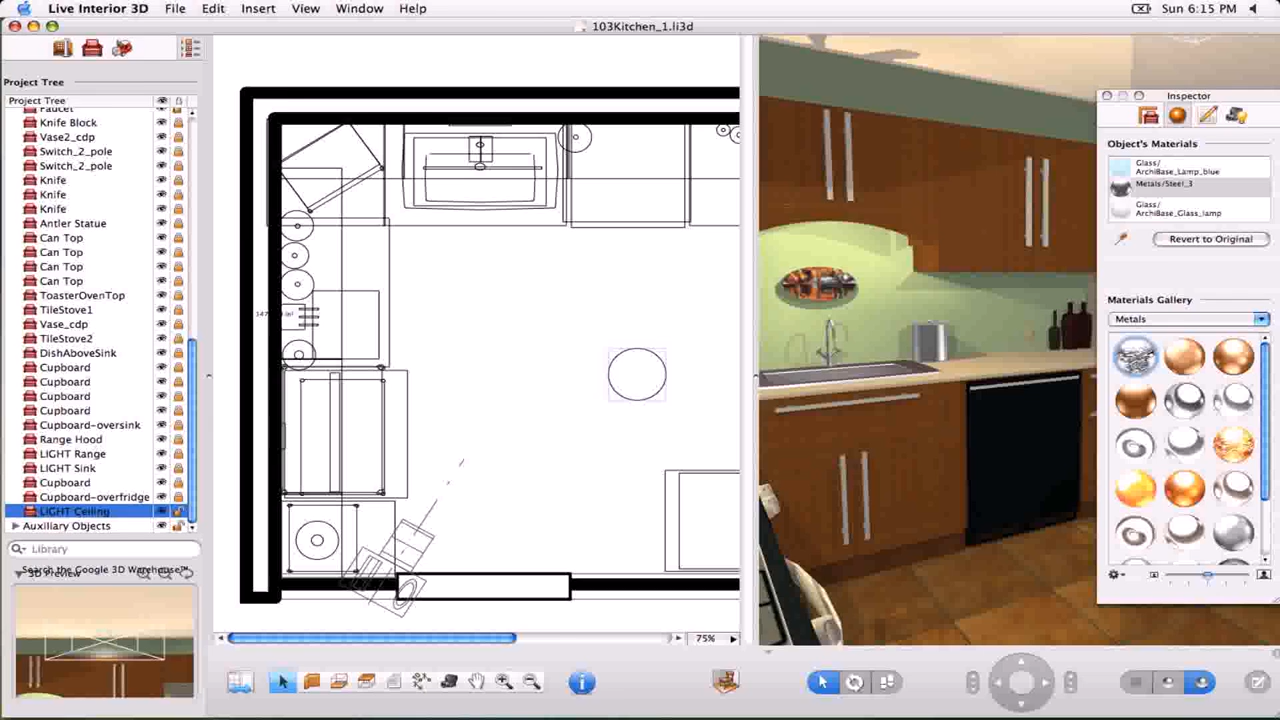 Live Interior 3D File Edit Insert View Window Help Sun 6:15 PM
103Kitchen_1.li3d
Project Tree
Project Tree
Faucet
Knife Block
Vase2_cdp
Switch_2_pole
Switch_2_pole
Knife
Knife
Knife
Antler Statue
Can Top
Can Top
Can Top
Can Top
ToasterOvenTop
TileStove1
Vase_cdp
TileStove2
DishAboveSink
Cupboard
Cupboard
Cupboard
Cupboard
Cupboard-oversink
Range Hood
LIGHT Range
LIGHT Sink
Cupboard
Cupboard-overfridge
LIGHT Ceiling
Auxiliary Objects
Library
Search the Google 3D Warehouse™
3D Preview
75%
Inspector
Object's Materials
Glass/
ArchiBase_Lamp_blue
Metals/Steel_3
Glass/
ArchiBase_Glass_lamp
Revert to Original
Materials Gallery
Metals